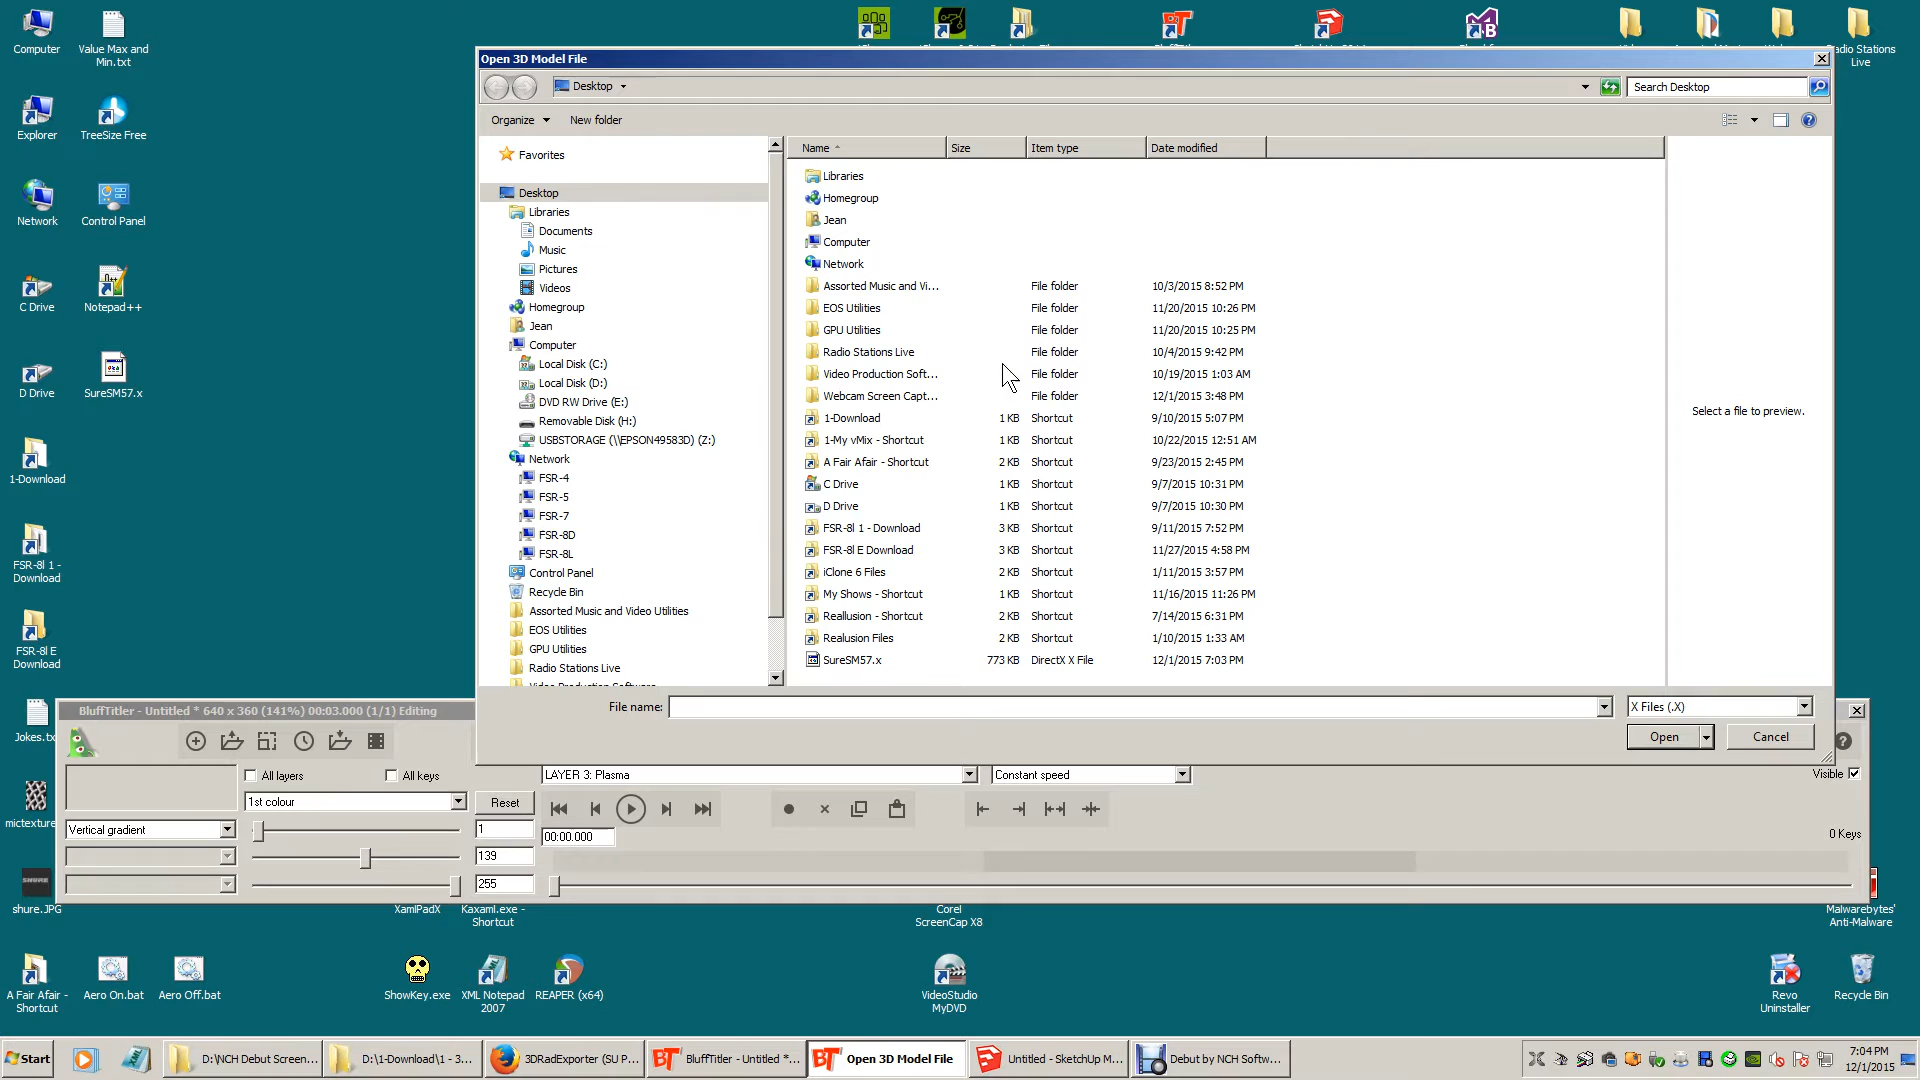 Computer
Value Max and
Min.txt
Explorer
TreeSize Free
Network
Control Panel
C Drive
Notepad++
D Drive
SureSM57.x
1-Download
FSR-8l 1 -
Download
FSR-8l E
Download
Jokes.tx
mictexture
SHURE
shure.JPG
A Fair Afair -
Shortcut
Aero On.bat
Aero Off.bat
XamlPadX
Kaxaml.exe -
Shortcut
ShowKey.exe
XML Notepad
2007
REAPER (x64)
Corel
ScreenCap X8
VideoStudio
MyDVD
Malwarebytes'
Anti-Malware
Revo
Uninstaller
Recycle Bin
adio Stations
Live
Open 3D Model File
Desktop
Search Desktop
Organize
New folder
Favorites
Desktop
Libraries
Documents
Music
Pictures
Videos
Homegroup
Jean
Computer
Local Disk (C:)
Local Disk (D:)
DVD RW Drive (E:)
Removable Disk (H:)
USBSTORAGE (\\EPSON49583D) (Z:)
Network
FSR-4
FSR-5
FSR-7
FSR-8D
FSR-8L
Control Panel
Recycle Bin
Assorted Music and Video Utilities
EOS Utilities
GPU Utilities
Radio Stations Live
Name Size Item type Date modified
Libraries
Homegroup
Jean
Computer
Network
Assorted Music and Vi... File folder 10/3/2015 8:52 PM
EOS Utilities File folder 11/20/2015 10:26 PM
GPU Utilities File folder 11/20/2015 10:25 PM
Radio Stations Live File folder 10/4/2015 9:42 PM
Video Production Soft... File folder 10/19/2015 1:03 AM
Webcam Screen Capt... File folder 12/1/2015 3:48 PM
1-Download 1 KB Shortcut 9/10/2015 5:07 PM
1-My vMix - Shortcut 1 KB Shortcut 10/22/2015 12:51 AM
A Fair Afair - Shortcut 2 KB Shortcut 9/23/2015 2:45 PM
C Drive 1 KB Shortcut 9/7/2015 10:31 PM
D Drive 1 KB Shortcut 9/7/2015 10:30 PM
FSR-8l 1 - Download 3 KB Shortcut 9/11/2015 7:52 PM
FSR-8l E Download 3 KB Shortcut 11/27/2015 4:58 PM
iClone 6 Files 2 KB Shortcut 1/11/2015 3:57 PM
My Shows - Shortcut 1 KB Shortcut 11/16/2015 11:26 PM
Reallusion - Shortcut 2 KB Shortcut 7/14/2015 6:31 PM
Realusion Files 2 KB Shortcut 1/10/2015 1:33 AM
SureSM57.x 773 KB DirectX X File 12/1/2015 7:03 PM
Select a file to preview.
File name:
X Files (.X)
Open
Cancel
BluffTitler - Untitled * 640 x 360 (141%) 00:03.000 (1/1) Editing
All layers
All keys
LAYER 3: Plasma
Constant speed
Visible
1st colour
Reset
Vertical gradient
1
139
255
00:00.000
0 Keys
Start
D:\NCH Debut Screen...
D:\1-Download\1 - 3...
3DRadExporter (SU P...
BluffTitler - Untitled *...
Open 3D Model File
Untitled - SketchUp M...
Debut by NCH Softw...
7:04 PM
12/1/2015